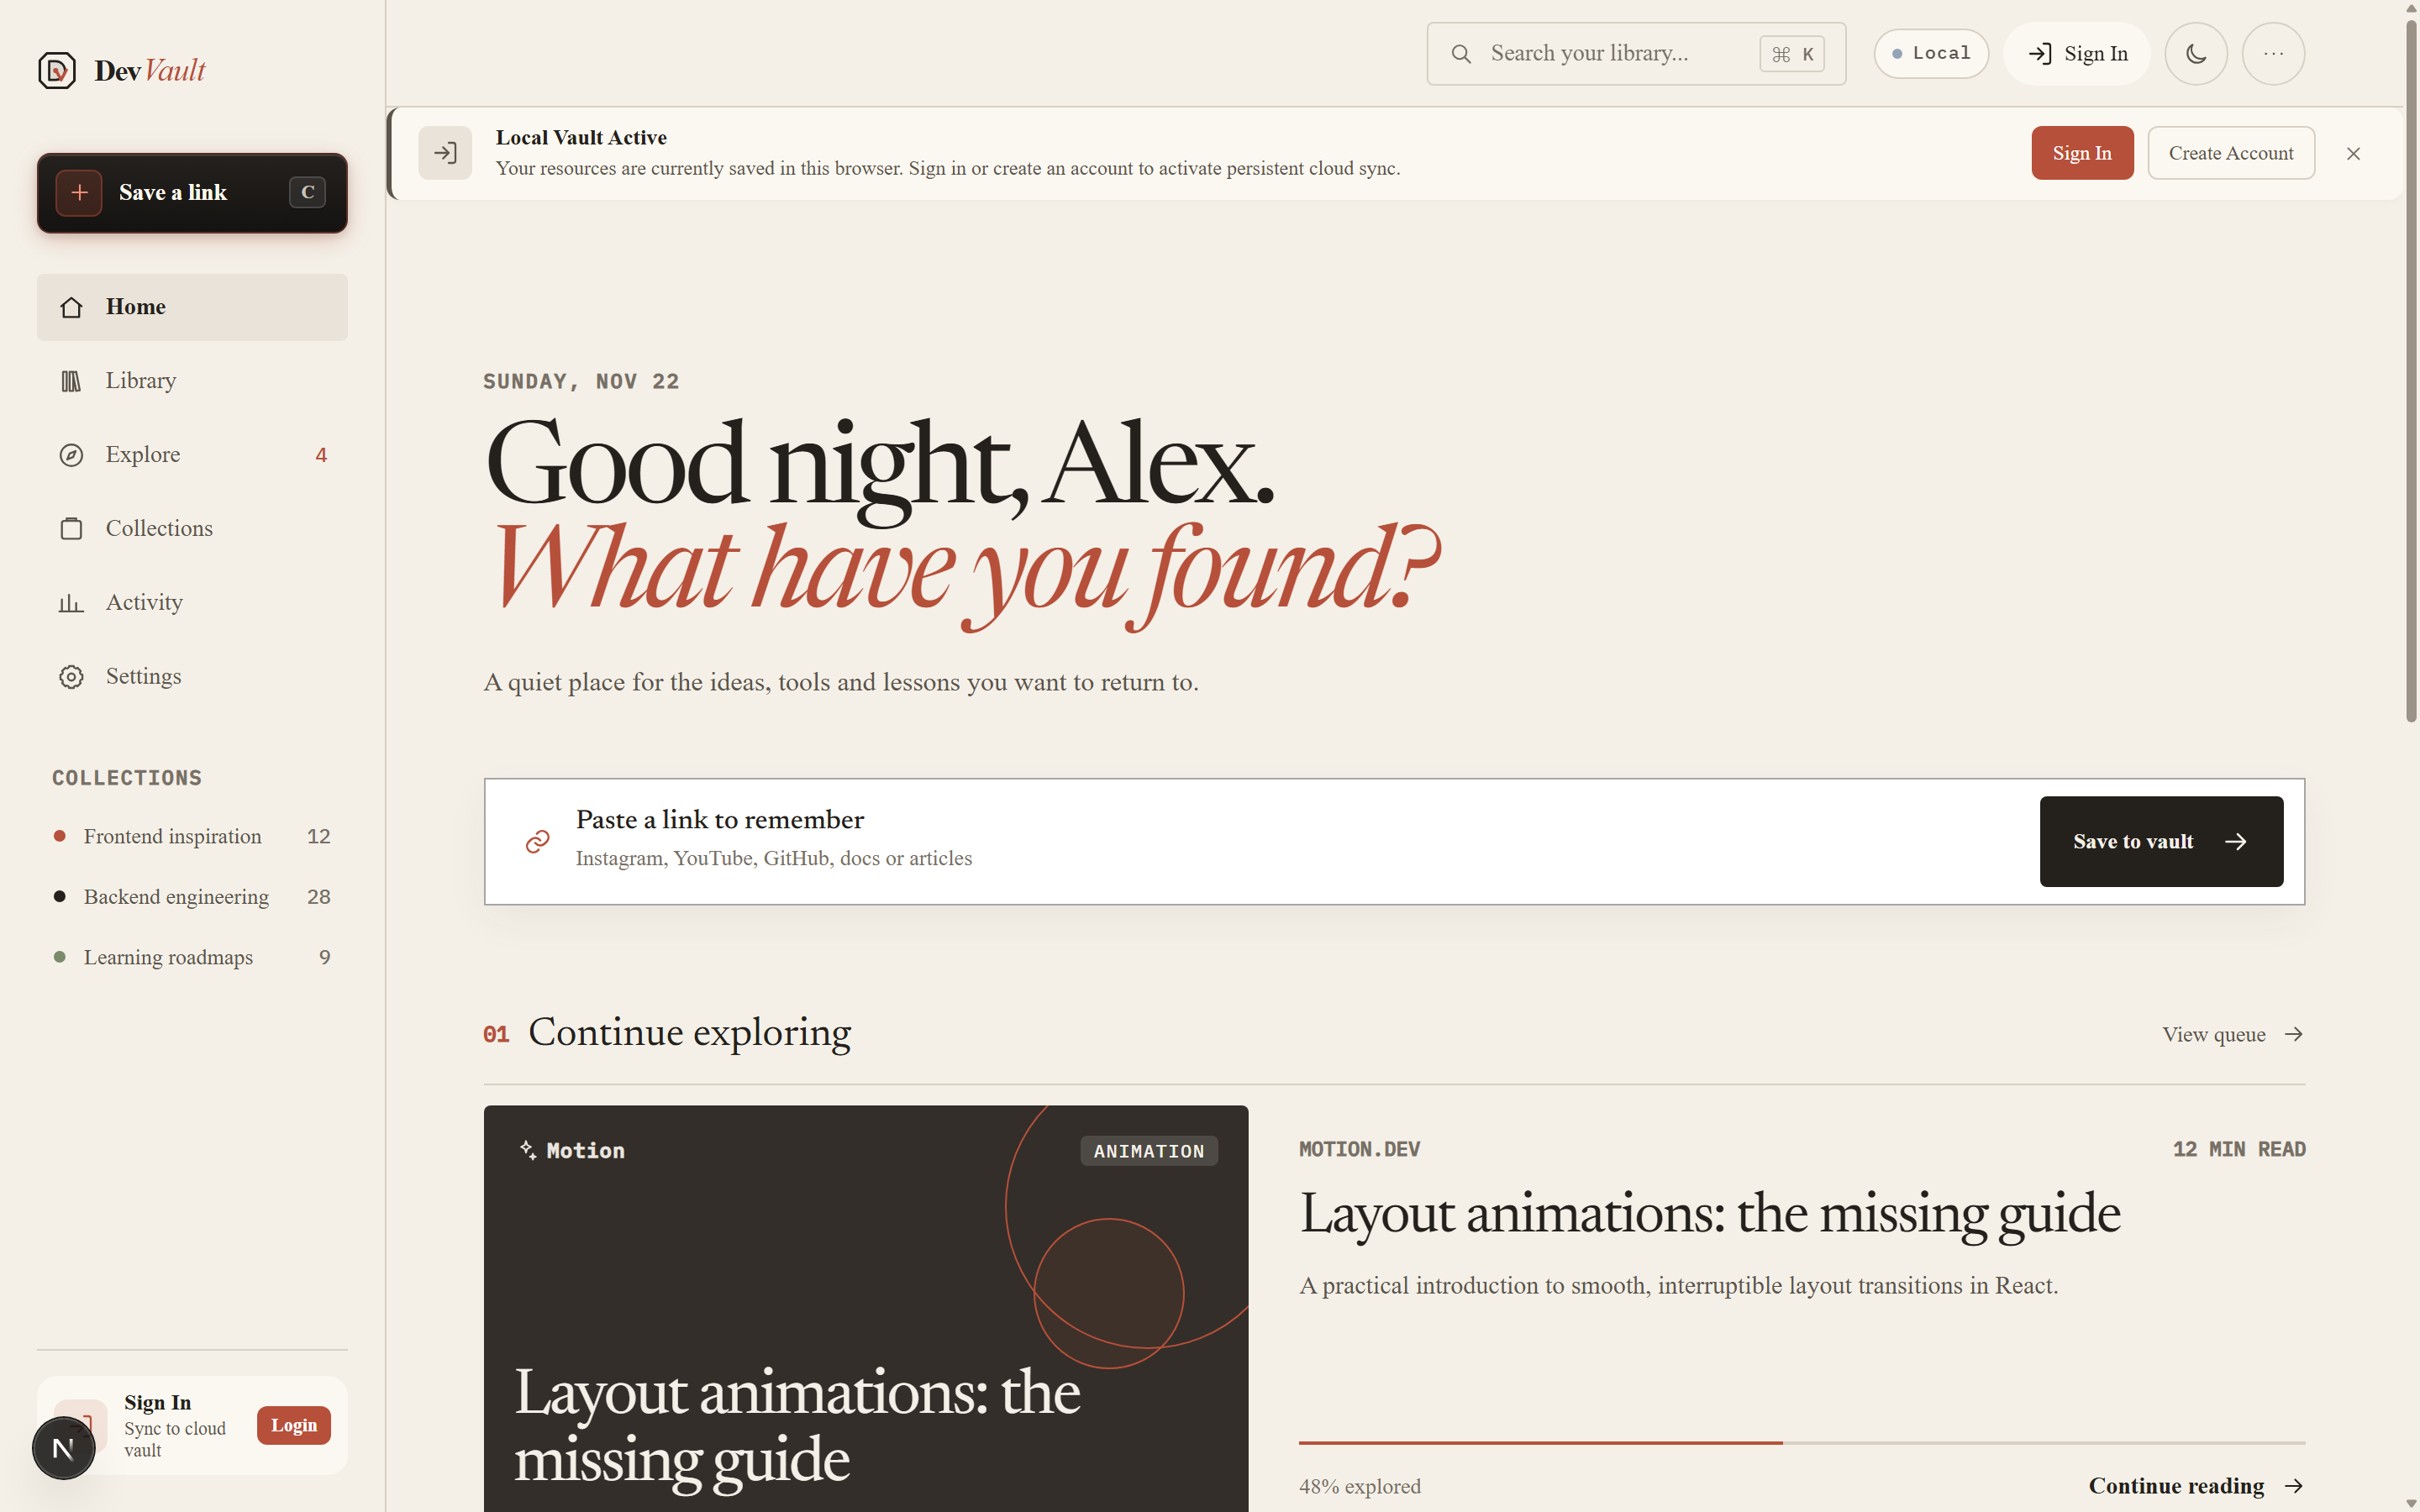 DevVault
Save a link C
Home
Library
Explore 4
Collections
Activity
Settings
COLLECTIONS
Frontend inspiration 12
Backend engineering 28
Learning roadmaps 9
Sign In
Sync to cloud
vault
Login
N
Search your library...
⌘ K
Local
Sign In
Local Vault Active
Your resources are currently saved in this browser. Sign in or create an account to activate persistent cloud sync.
Sign In
Create Account
SUNDAY, NOV 22
Good night, Alex.
What have you found?
A quiet place for the ideas, tools and lessons you want to return to.
Paste a link to remember
Instagram, YouTube, GitHub, docs or articles
Save to vault
01 Continue exploring
View queue
Motion
ANIMATION
Layout animations: the
missing guide
MOTION.DEV
12 MIN READ
Layout animations: the missing guide
A practical introduction to smooth, interruptible layout transitions in React.
48% explored
Continue reading